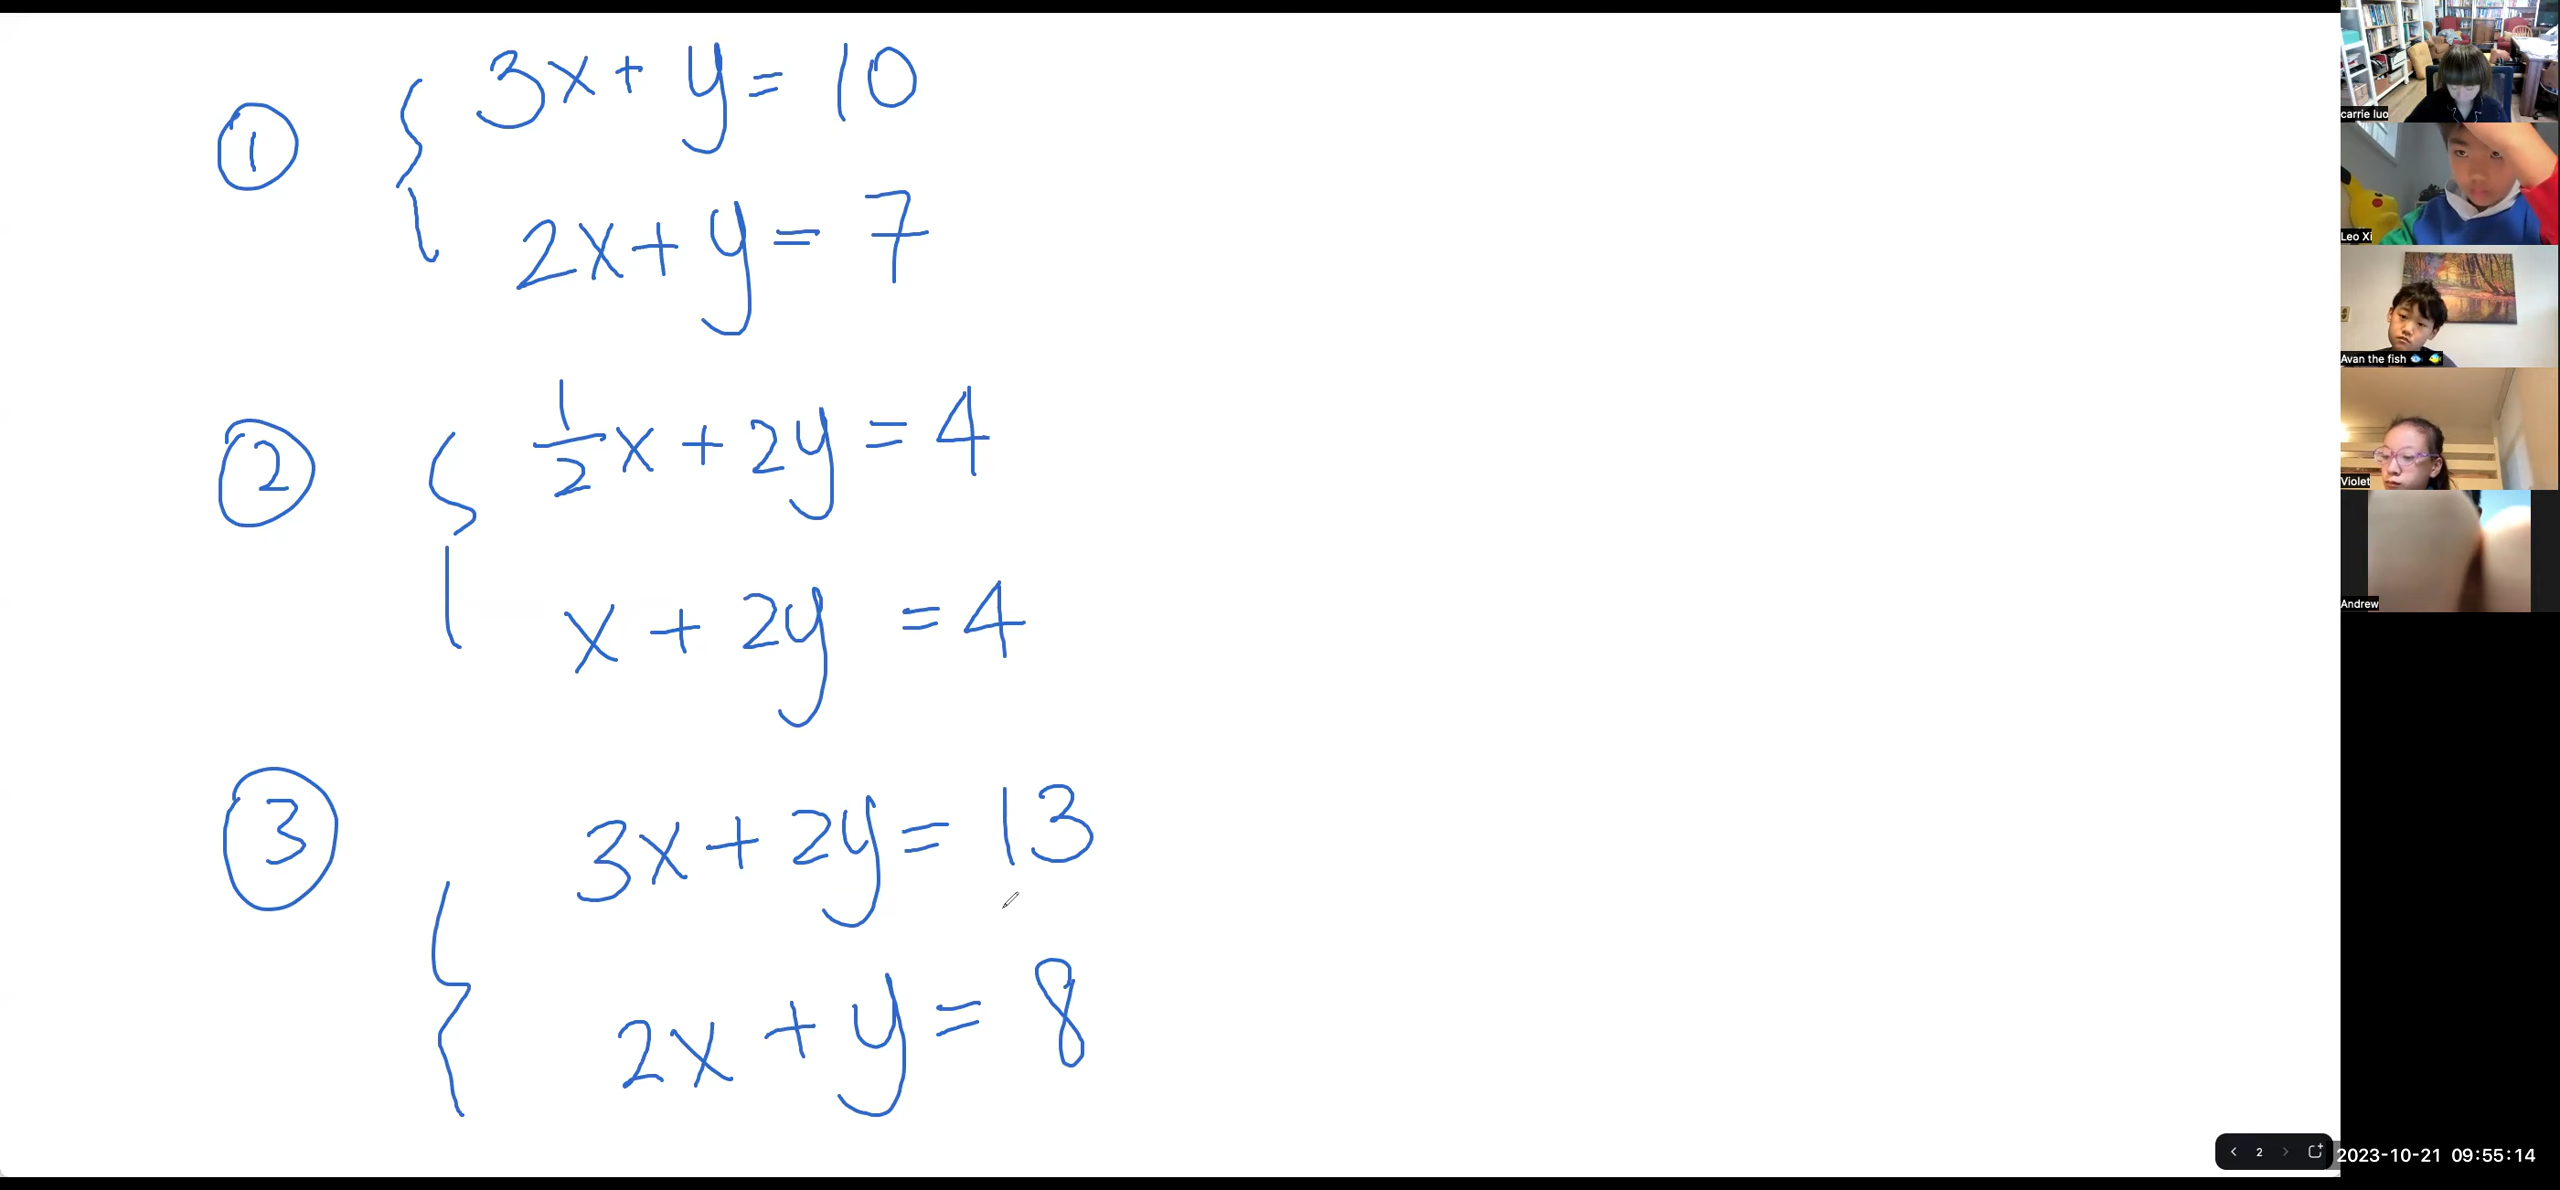 ① { 3x + y = 10
2x + y = 7
② { 1/2 x + 2y = 4
x + 2y = 4
③ { 3x + 2y = 13
2x + y = 8
carrie luo
Leo Xi
Avan the fish 🐟 🐠
Violet
Andrew
2
2023-10-21 09:55:14